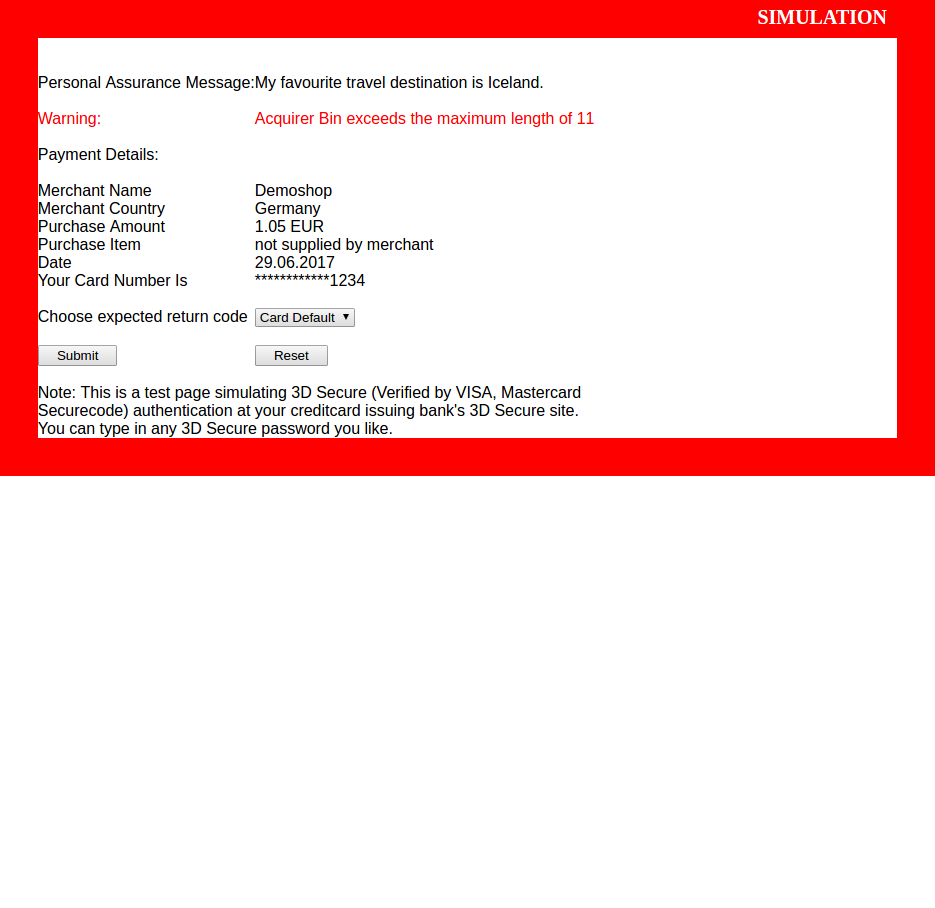 SIMULATION
Personal Assurance Message:My favourite travel destination is Iceland.
Warning: Acquirer Bin exceeds the maximum length of 11
Payment Details:
Merchant Name Demoshop
Merchant Country Germany
Purchase Amount 1.05 EUR
Purchase Item not supplied by merchant
Date 29.06.2017
Your Card Number Is ************1234
Choose expected return code Card Default ▼
Submit Reset
Note: This is a test page simulating 3D Secure (Verified by VISA, Mastercard
Securecode) authentication at your creditcard issuing bank's 3D Secure site.
You can type in any 3D Secure password you like.